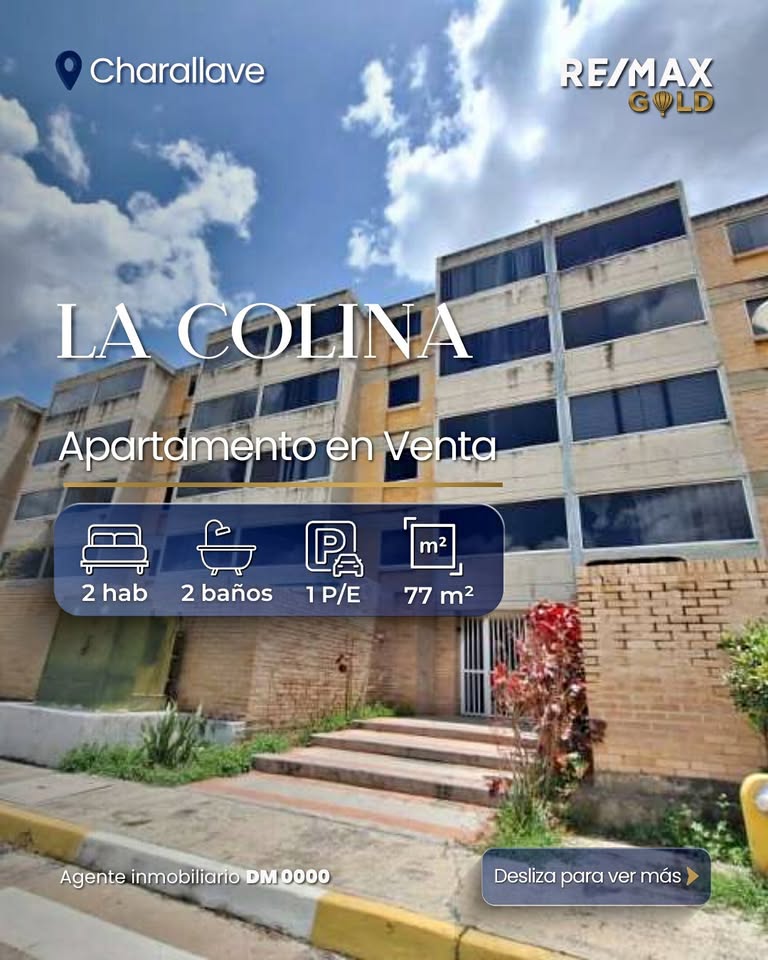 Charallave
RE/MAX
GOLD
LA COLINA
Apartamento en Venta
P
m²
2 hab
2 baños
1 P/E
77 m²
Agente inmobiliario DM 0000
Desliza para ver más